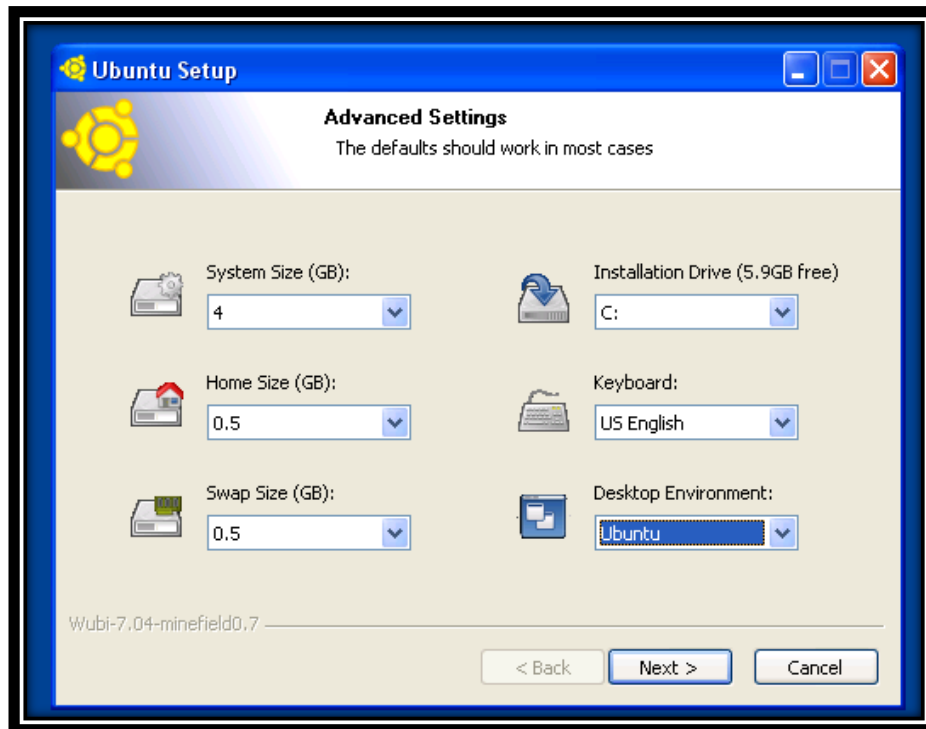 Ubuntu Setup
Advanced Settings
The defaults should work in most cases
System Size (GB):
4
Installation Drive (5.9GB free)
C:
Home Size (GB):
0.5
Keyboard:
US English
Swap Size (GB):
0.5
Desktop Environment:
Ubuntu
Wubi-7.04-minefield0.7
< Back
Next >
Cancel